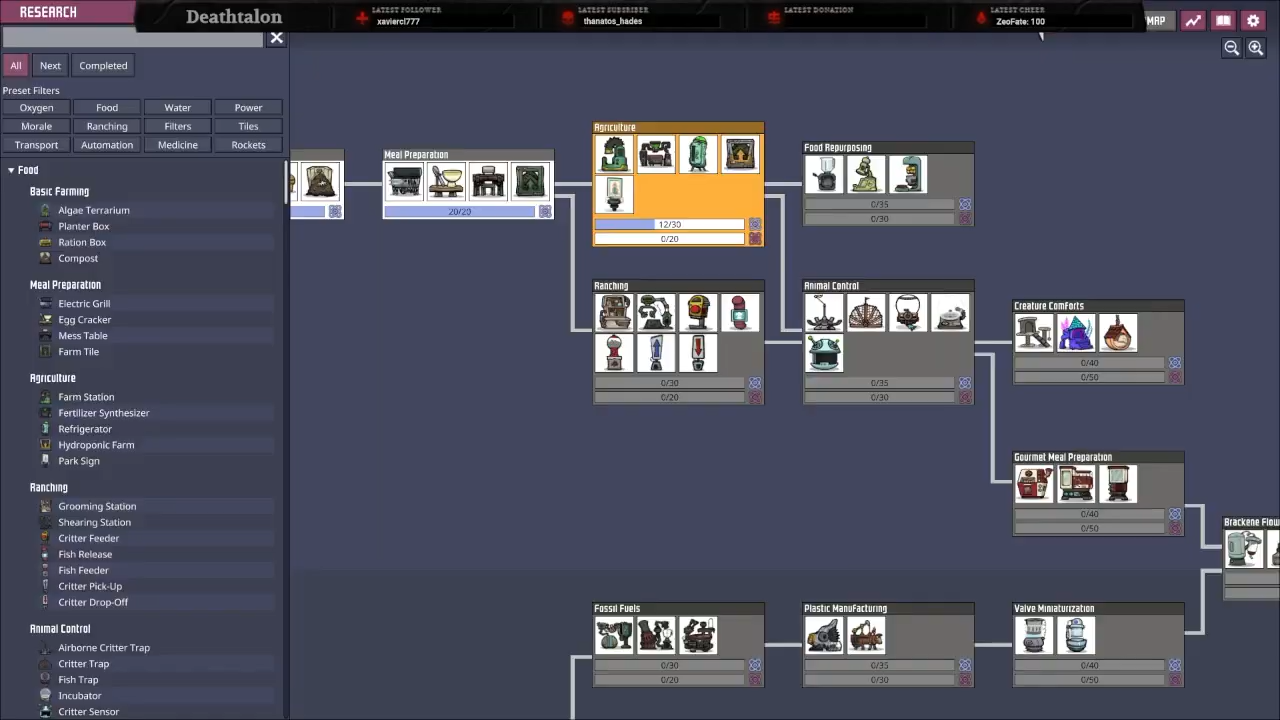 RESEARCH
Deathtalon
LATEST FOLLOWER
xaviercl777
LATEST SUBSRIBER
thanatos_hades
LATEST DONATION
LATEST CHEER
ZeoFate: 100
MAP
All
Next
Completed
Preset Filters
Oxygen
Food
Water
Power
Morale
Ranching
Filters
Tiles
Transport
Automation
Medicine
Rockets
Food
Basic Farming
Algae Terrarium
Planter Box
Ration Box
Compost
Meal Preparation
Electric Grill
Egg Cracker
Mess Table
Farm Tile
Agriculture
Farm Station
Fertilizer Synthesizer
Refrigerator
Hydroponic Farm
Park Sign
Ranching
Grooming Station
Shearing Station
Critter Feeder
Fish Release
Fish Feeder
Critter Pick-Up
Critter Drop-Off
Animal Control
Airborne Critter Trap
Critter Trap
Fish Trap
Incubator
Critter Sensor
Meal Preparation
20/20
Agriculture
12/30
0/20
Food Repurposing
0/35
0/30
Ranching
0/30
0/20
Animal Control
0/35
0/30
Creature Comforts
0/40
0/50
Gourmet Meal Preparation
0/40
0/50
Brackene Flow
Fossil Fuels
0/30
0/20
Plastic Manufacturing
0/35
0/30
Valve Miniaturization
0/40
0/50